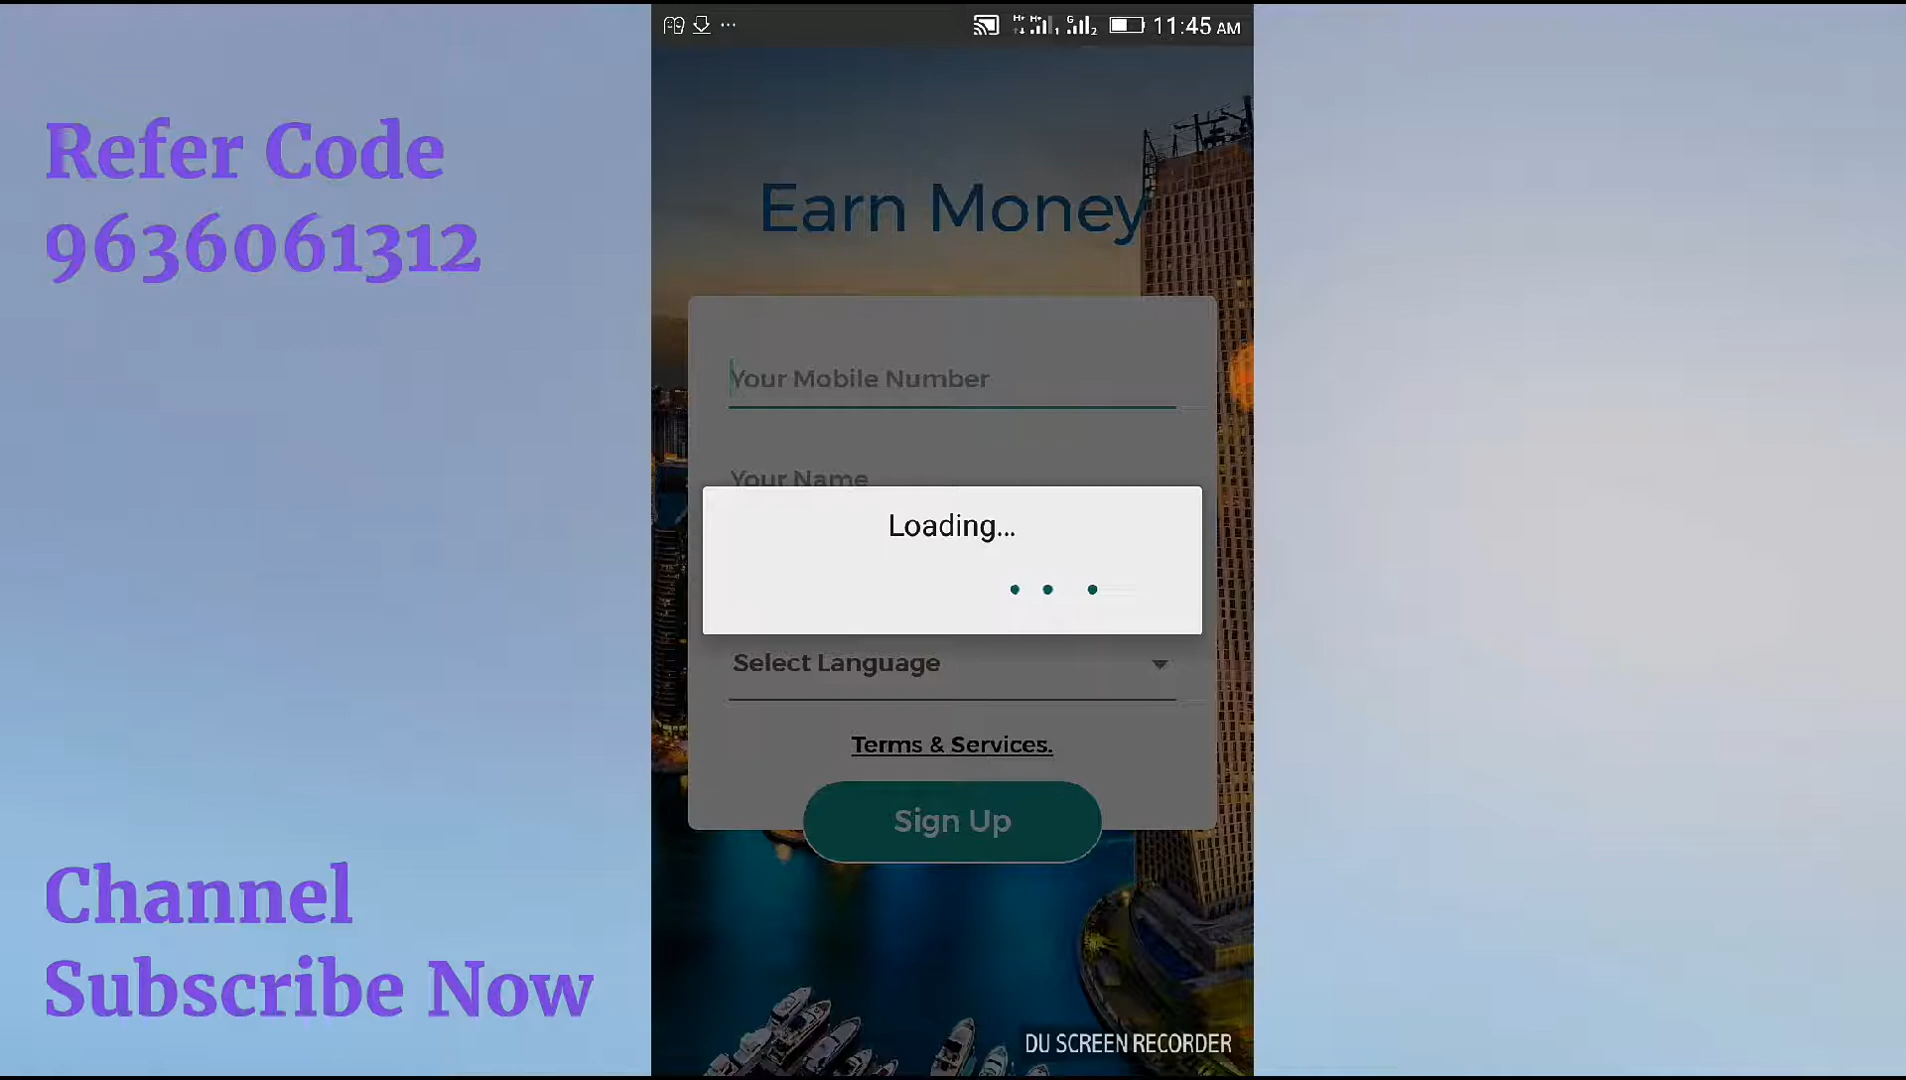 11:45 AM
Refer Code
9636061312
Earn Money
Your Mobile Number
Your Name
Loading...
Select Language
Terms & Services.
Sign Up
Channel
Subscribe Now
DU SCREEN RECORDER